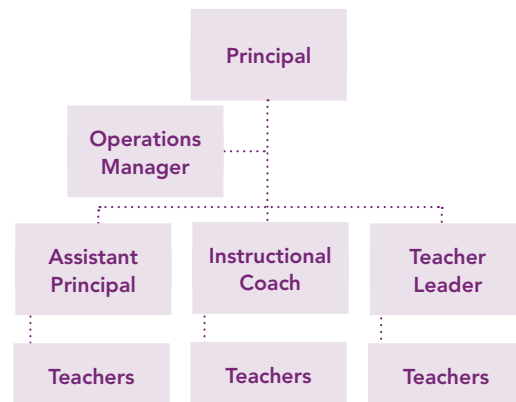 Principal
Operations
Manager
Assistant
Principal
Instructional
Coach
Teacher
Leader
Teachers
Teachers
Teachers